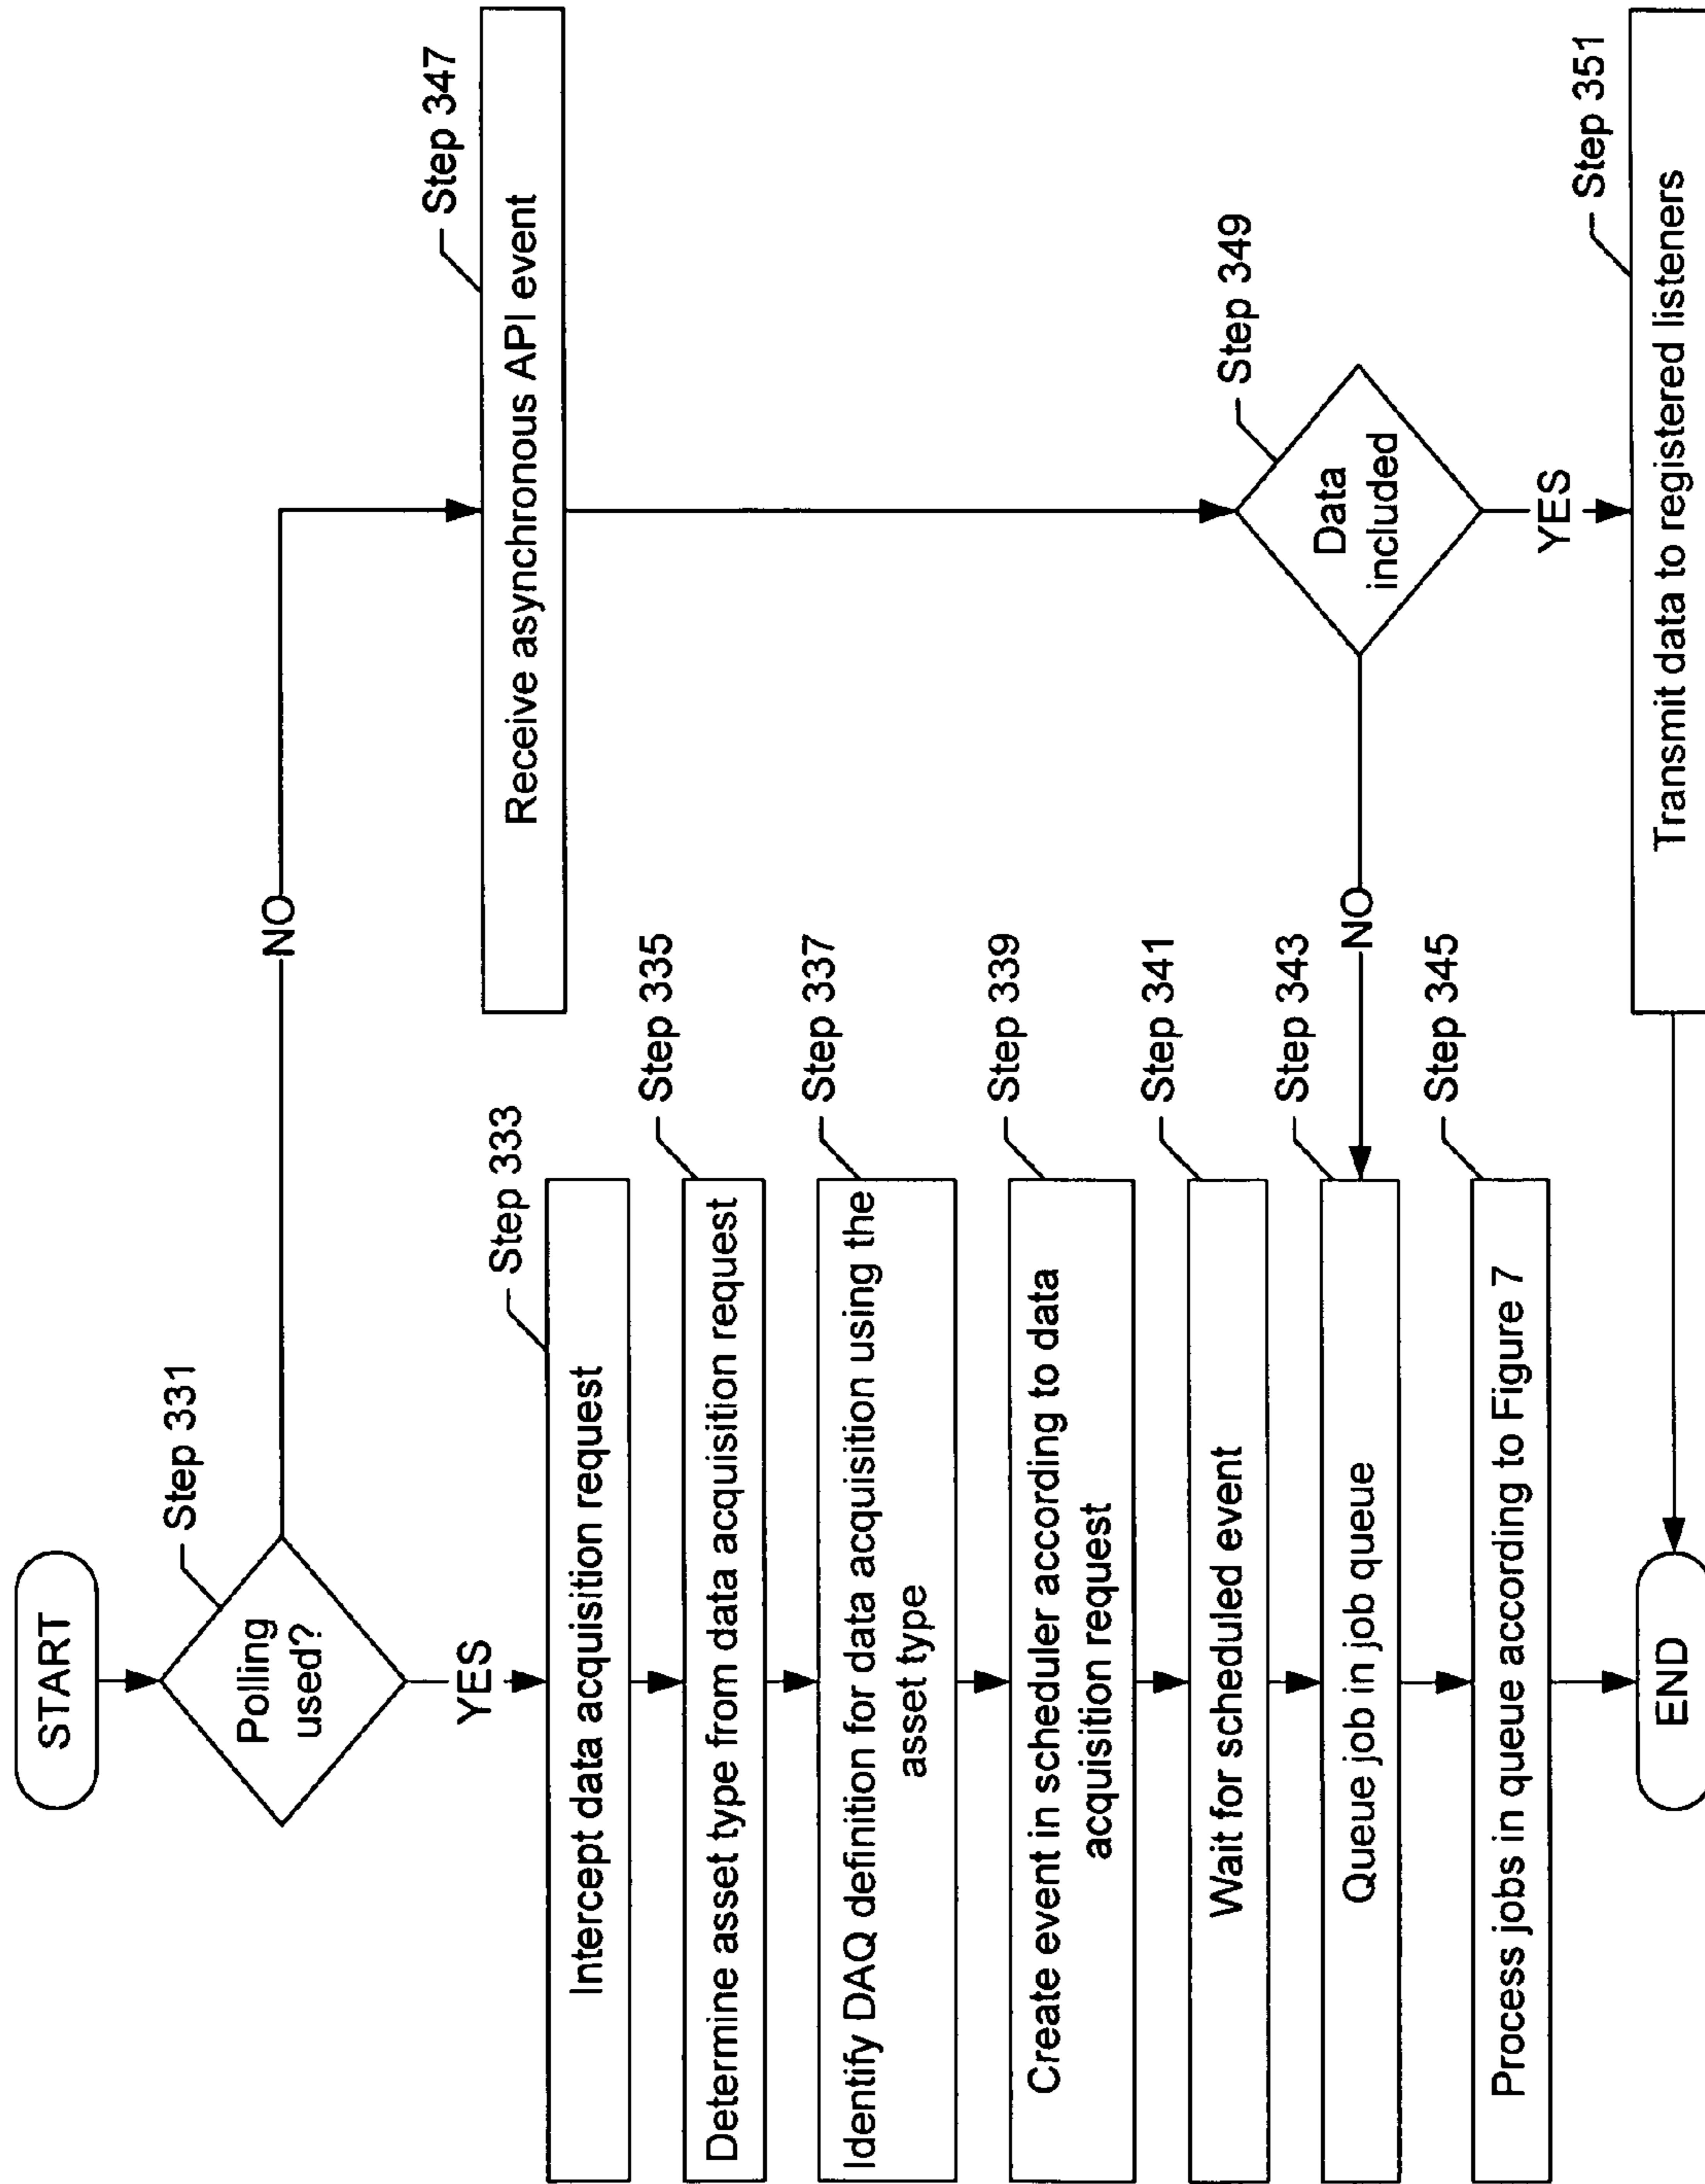 START
Step 331
Polling
used?
NO
YES
Step 333
Intercept data acquisition request
Step 335
Determine asset type from data acquisition request
Step 337
Identify DAQ definition for data acquisition using the
asset type
Step 339
Create event in scheduler according to data
acquisition request
Step 341
Wait for scheduled event
Step 343
Queue job in job queue
Step 345
Process jobs in queue according to Figure 7
Step 347
Receive asynchronous API event
Step 349
Data
included
NO
YES
Step 351
Transmit data to registered listeners
END